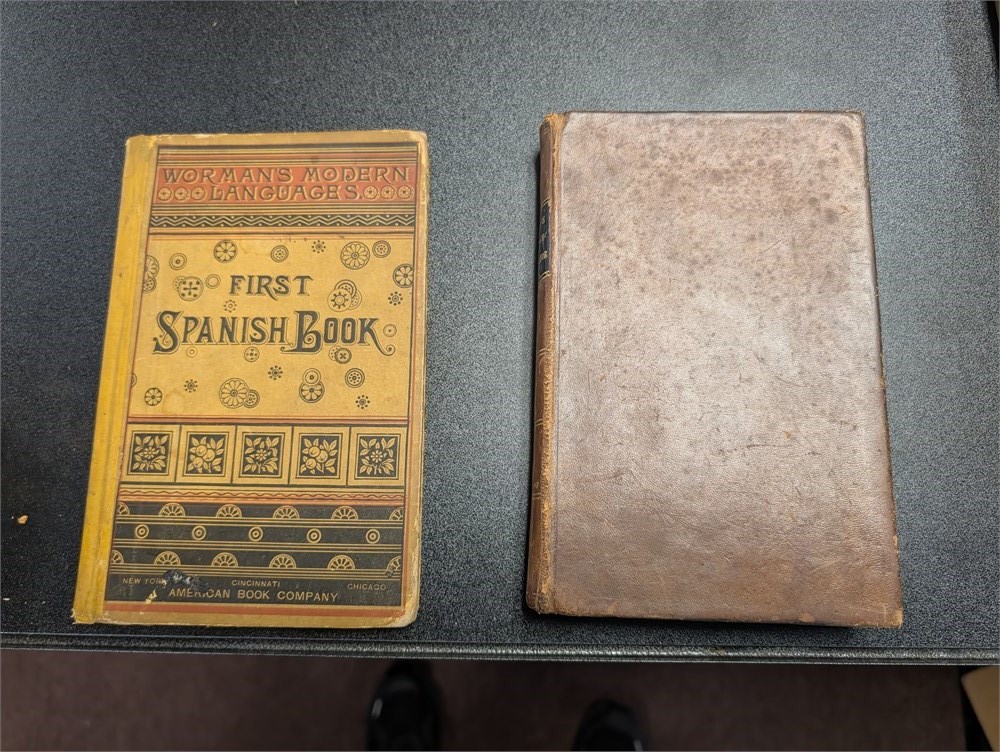 WORMAN'S MODERN
LANGUAGES.
FIRST
SPANISH BOOK
NEW YORK CINCINNATI CHICAGO
AMERICAN BOOK COMPANY